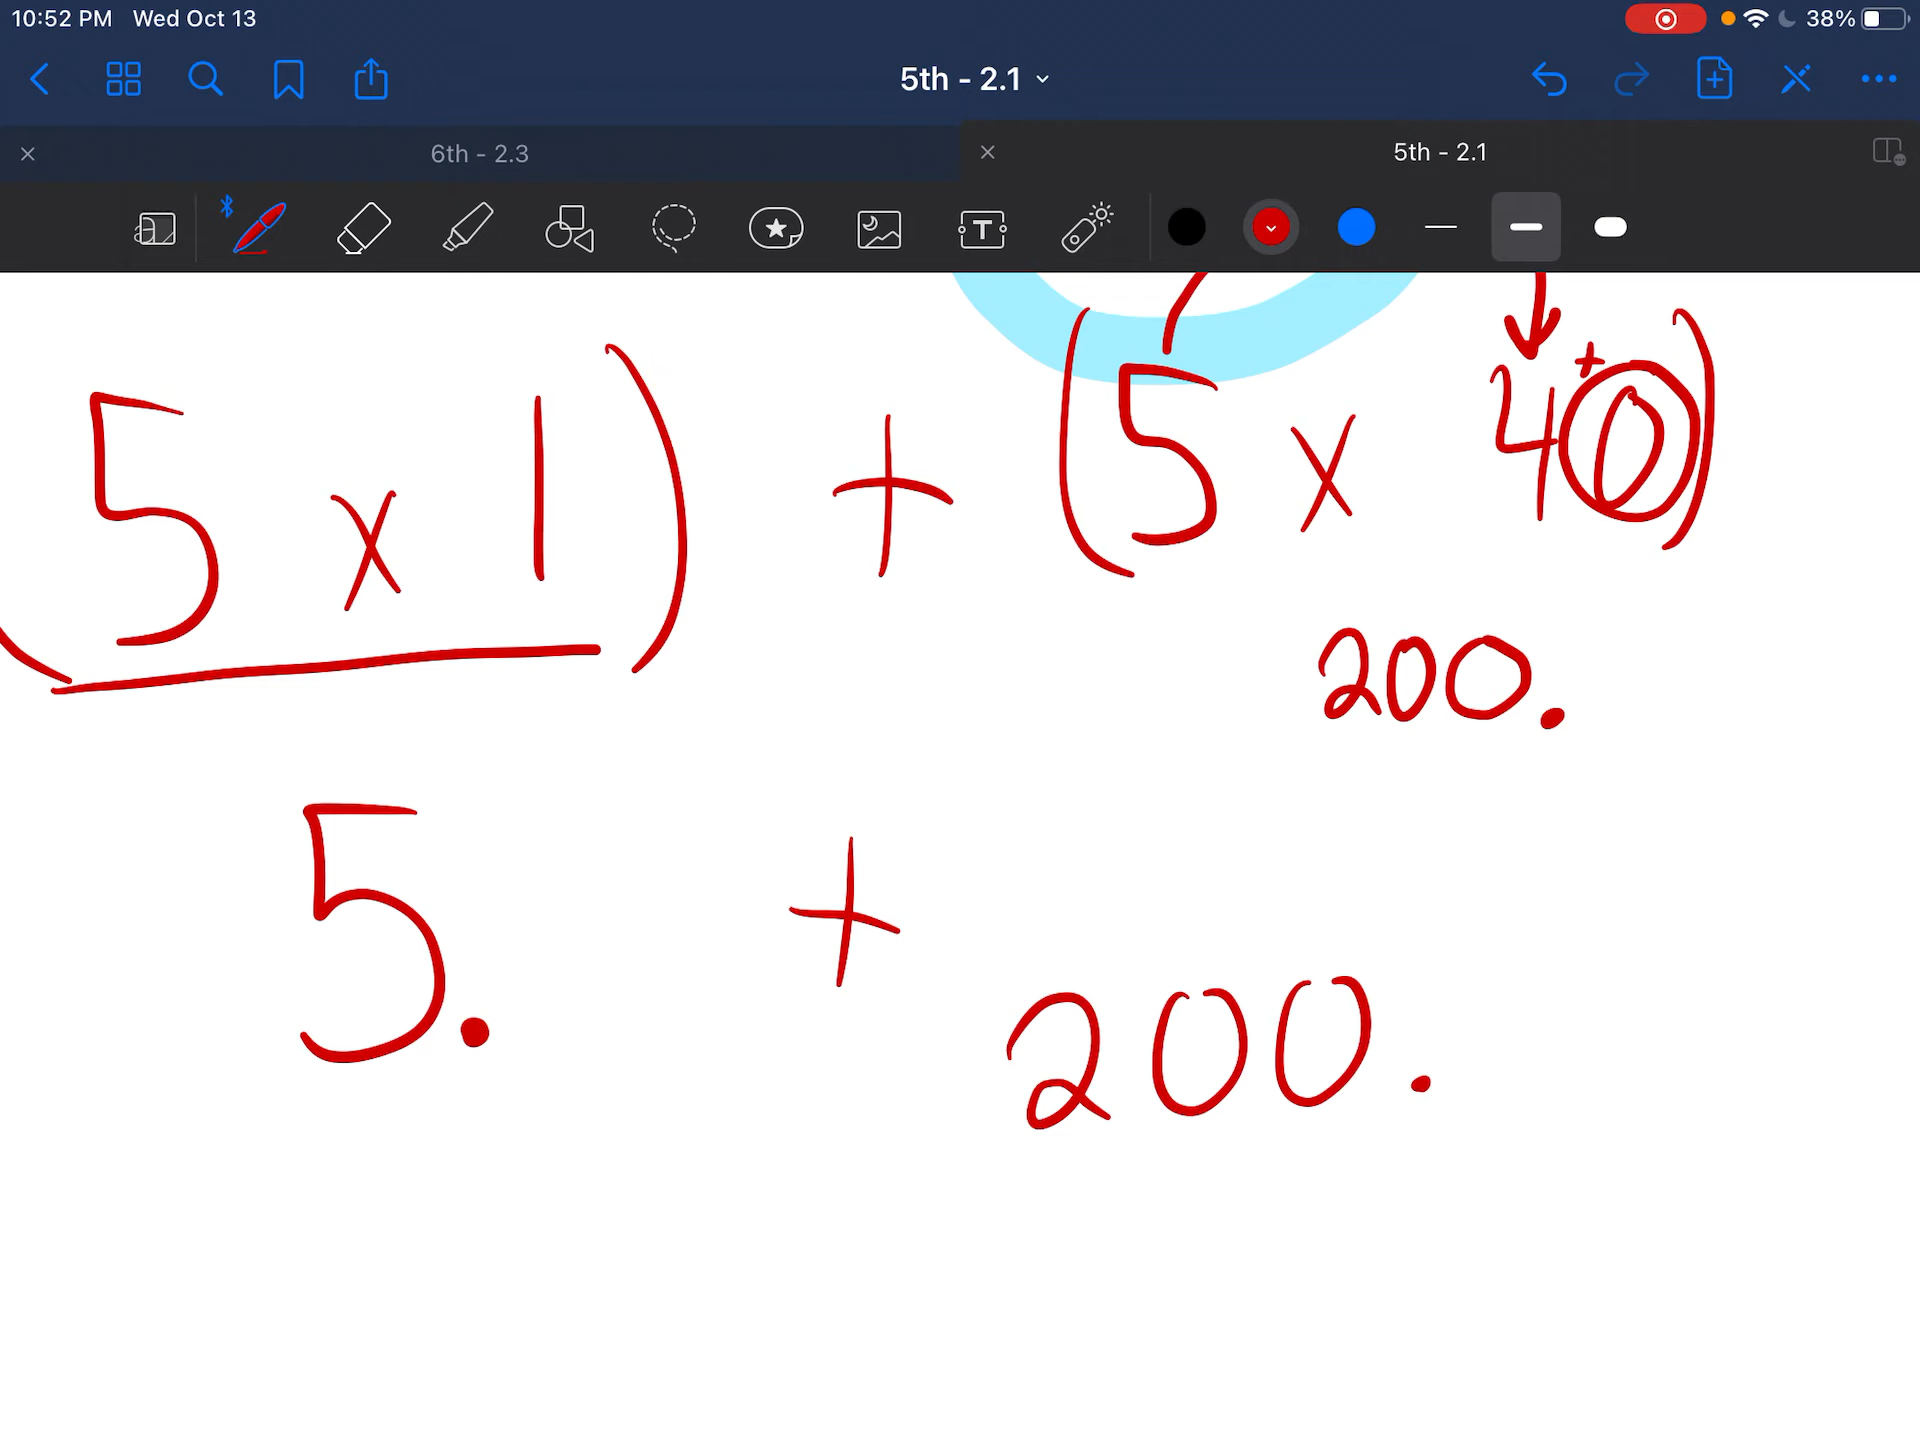 10:52 PM Wed Oct 13 38%
5th - 2.1
6th - 2.3 5th - 2.1
(5 x 1) + (5 x 40)
+
200.
5. + 200.